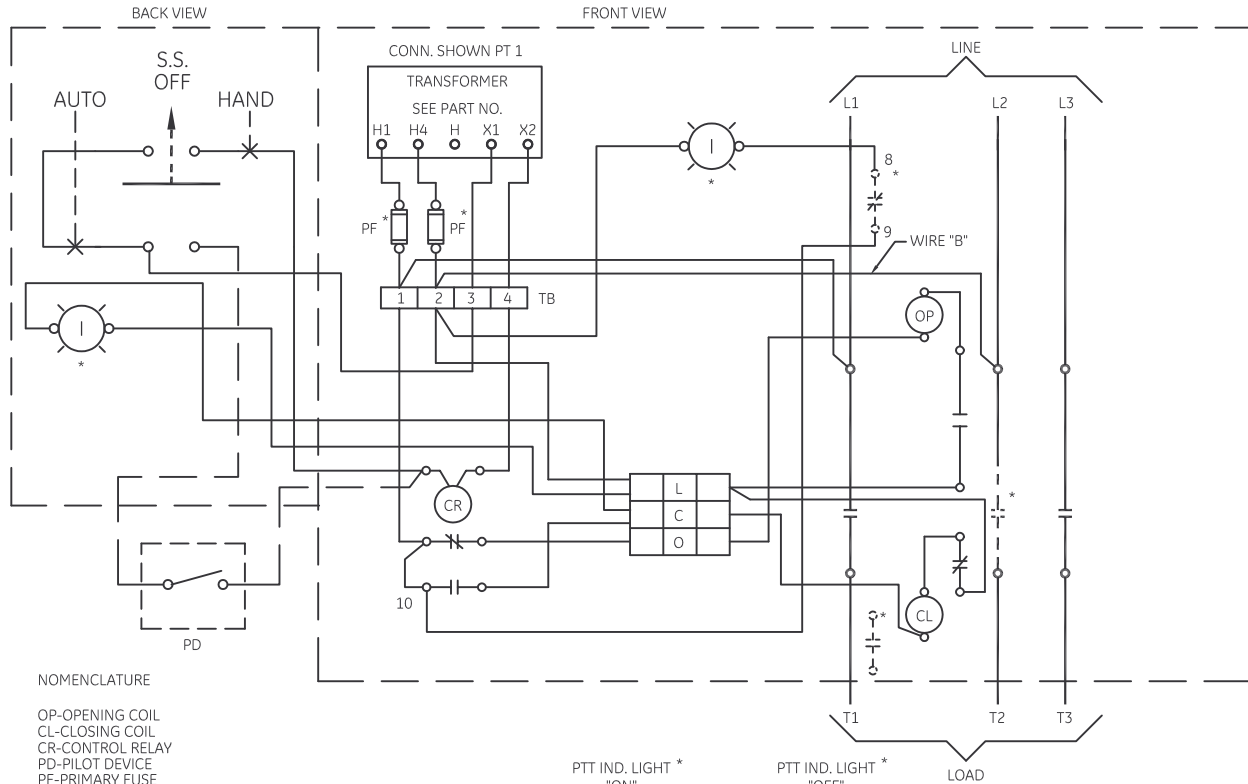 BACK VIEW
FRONT VIEW
S.S.
OFF
AUTO
HAND
CONN. SHOWN PT 1
TRANSFORMER
SEE PART NO.
H1 H4 H X1 X2
LINE
L1 L2 L3
I
*
8
*
9
PF *
PF *
WIRE "B"
1 2 3 4 TB
OP
I
*
L
C
O
*
CR
10
CL
*
PD
T1 T2 T3
LOAD
NOMENCLATURE
OP-OPENING COIL
CL-CLOSING COIL
CR-CONTROL RELAY
PD-PILOT DEVICE
PF-PRIMARY FUSE
PTT IND. LIGHT *
"ON"
PTT IND. LIGHT *
"OFF"